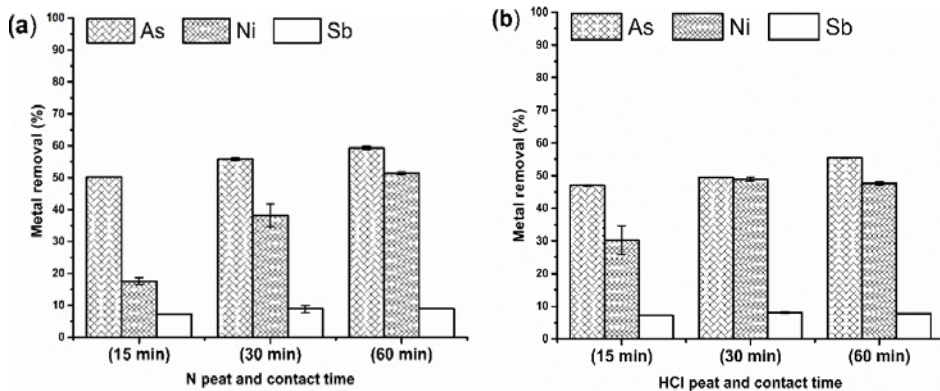 (a)
As Ni Sb
100
90
80
70
60
50
40
30
20
10
0
Metal removal (%)
(15 min) (30 min) (60 min)
N peat and contact time
(b)
As Ni Sb
100
90
80
70
60
50
40
30
20
10
0
Metal removal (%)
(15 min) (30 min) (60 min)
HCl peat and contact time